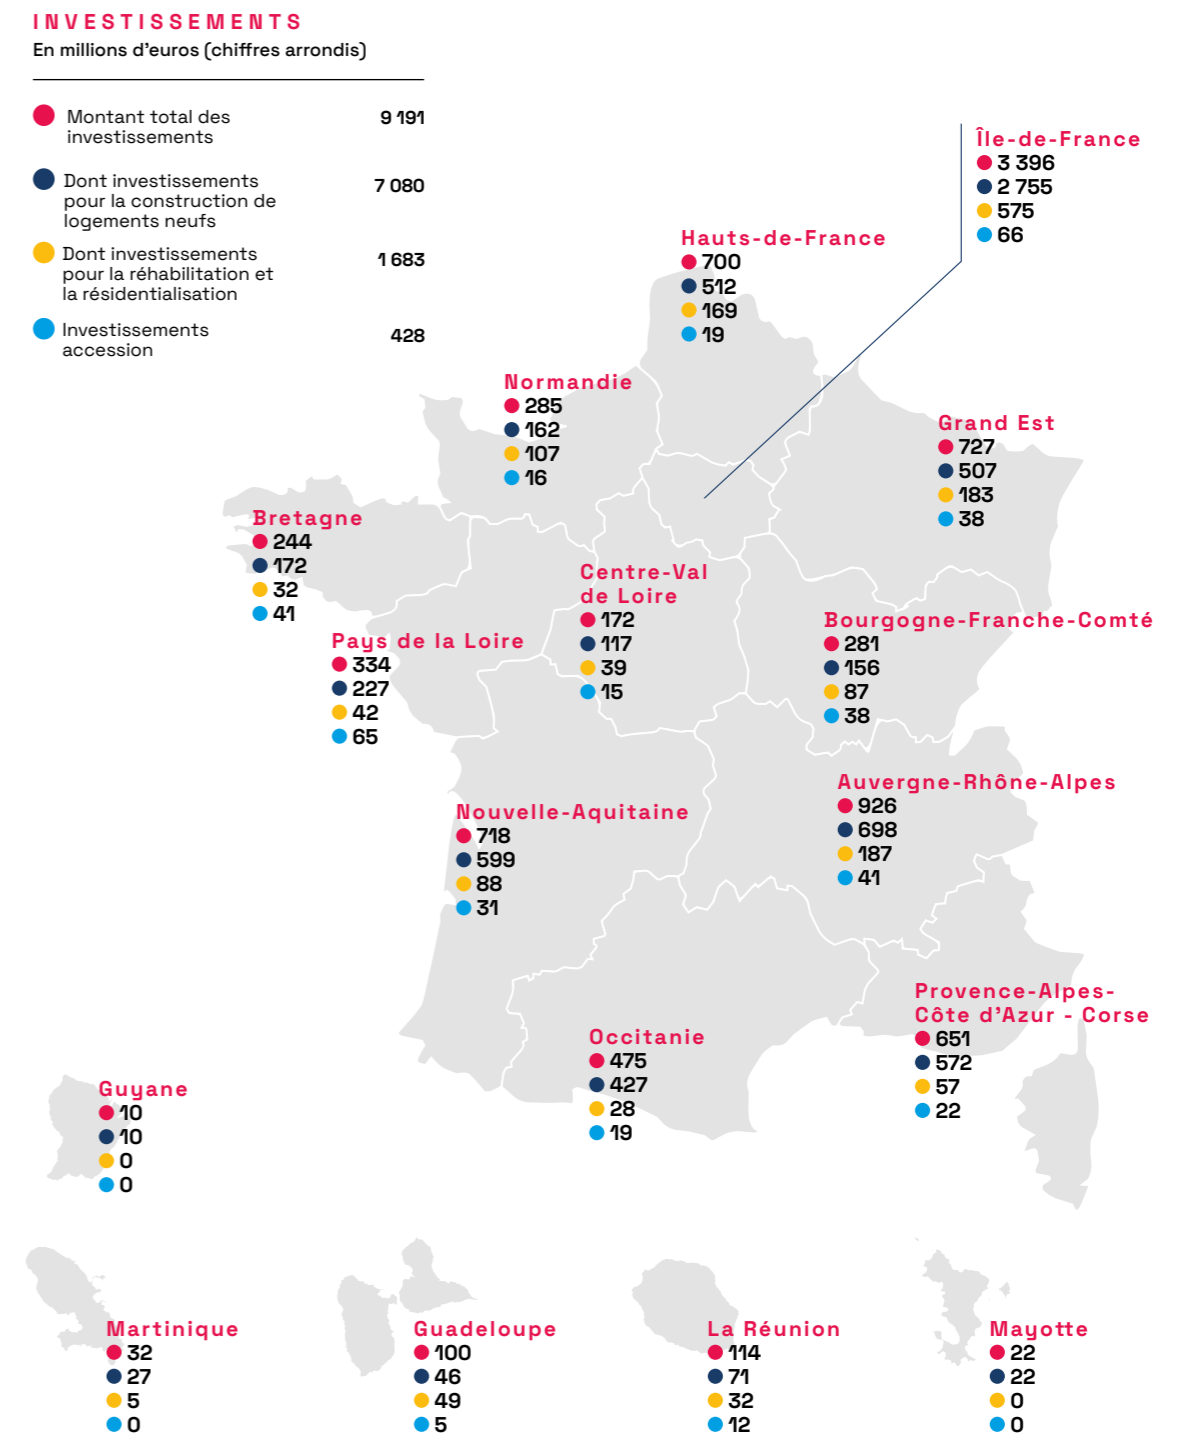 INVESTISSEMENTS
En millions d'euros (chiffres arrondis)
Montant total des
investissements
9 191
Dont investissements
pour la construction de
logements neufs
7 080
Dont investissements
pour la réhabilitation et
la résidentialisation
1 683
Investissements
accession
428
Île-de-France
3 396
2 755
575
66
Hauts-de-France
700
512
169
19
Normandie
285
162
107
16
Grand Est
727
507
183
38
Bretagne
244
172
32
41
Centre-Val
de Loire
172
117
39
15
Bourgogne-Franche-Comté
281
156
87
38
Pays de la Loire
334
227
42
65
Auvergne-Rhône-Alpes
926
698
187
41
Nouvelle-Aquitaine
718
599
88
31
Provence-Alpes-
Côte d'Azur - Corse
651
572
57
22
Occitanie
475
427
28
19
Guyane
10
10
0
0
Martinique
32
27
5
0
Guadeloupe
100
46
49
5
La Réunion
114
71
32
12
Mayotte
22
22
0
0